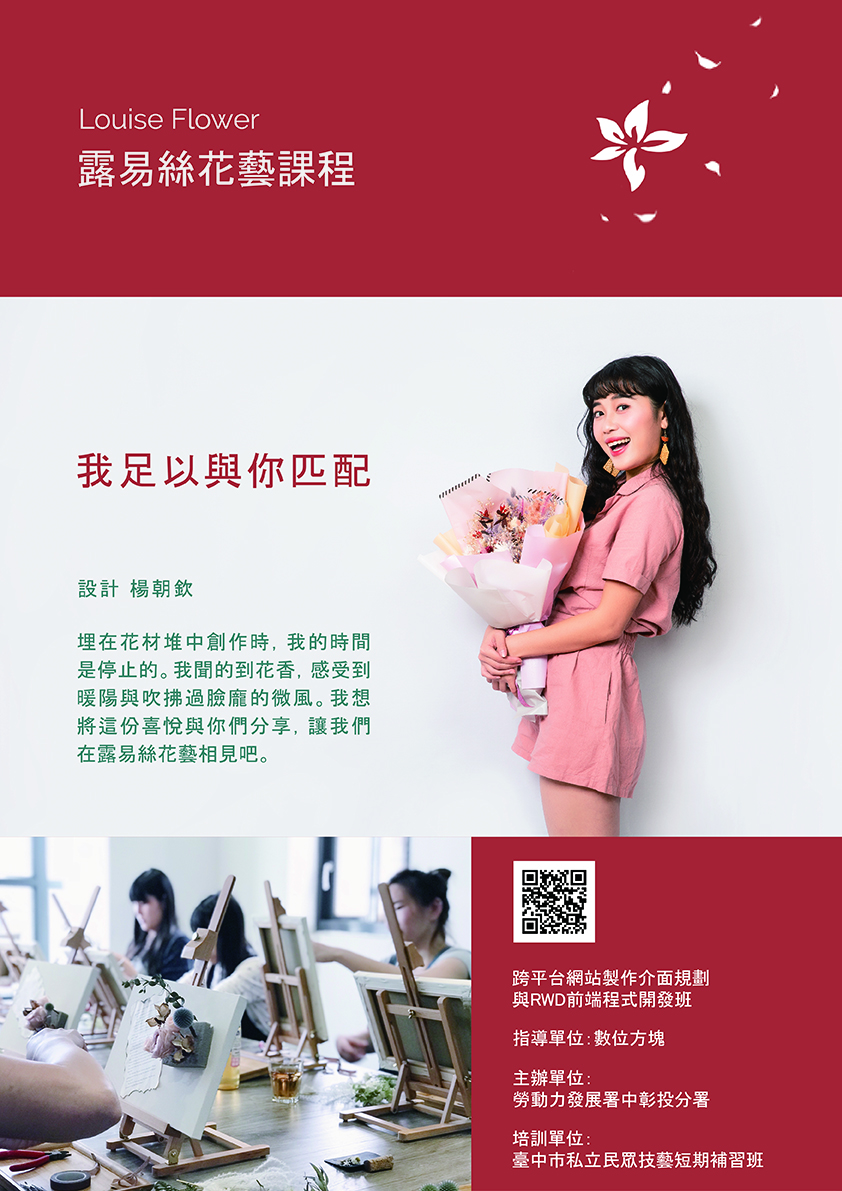 Louise Flower
露易絲花藝課程
我足以與你匹配
設計 楊朝欽
埋在花材堆中創作時，我的時間
是停止的。我聞的到花香，感受到
暖陽與吹拂過臉龐的微風。我想
將這份喜悅與你們分享，讓我們
在露易絲花藝相見吧。
跨平台網站製作介面規劃
與RWD前端程式開發班
指導單位：數位方塊
主辦單位：
勞動力發展署中彰投分署
培訓單位：
臺中市私立民眾技藝短期補習班